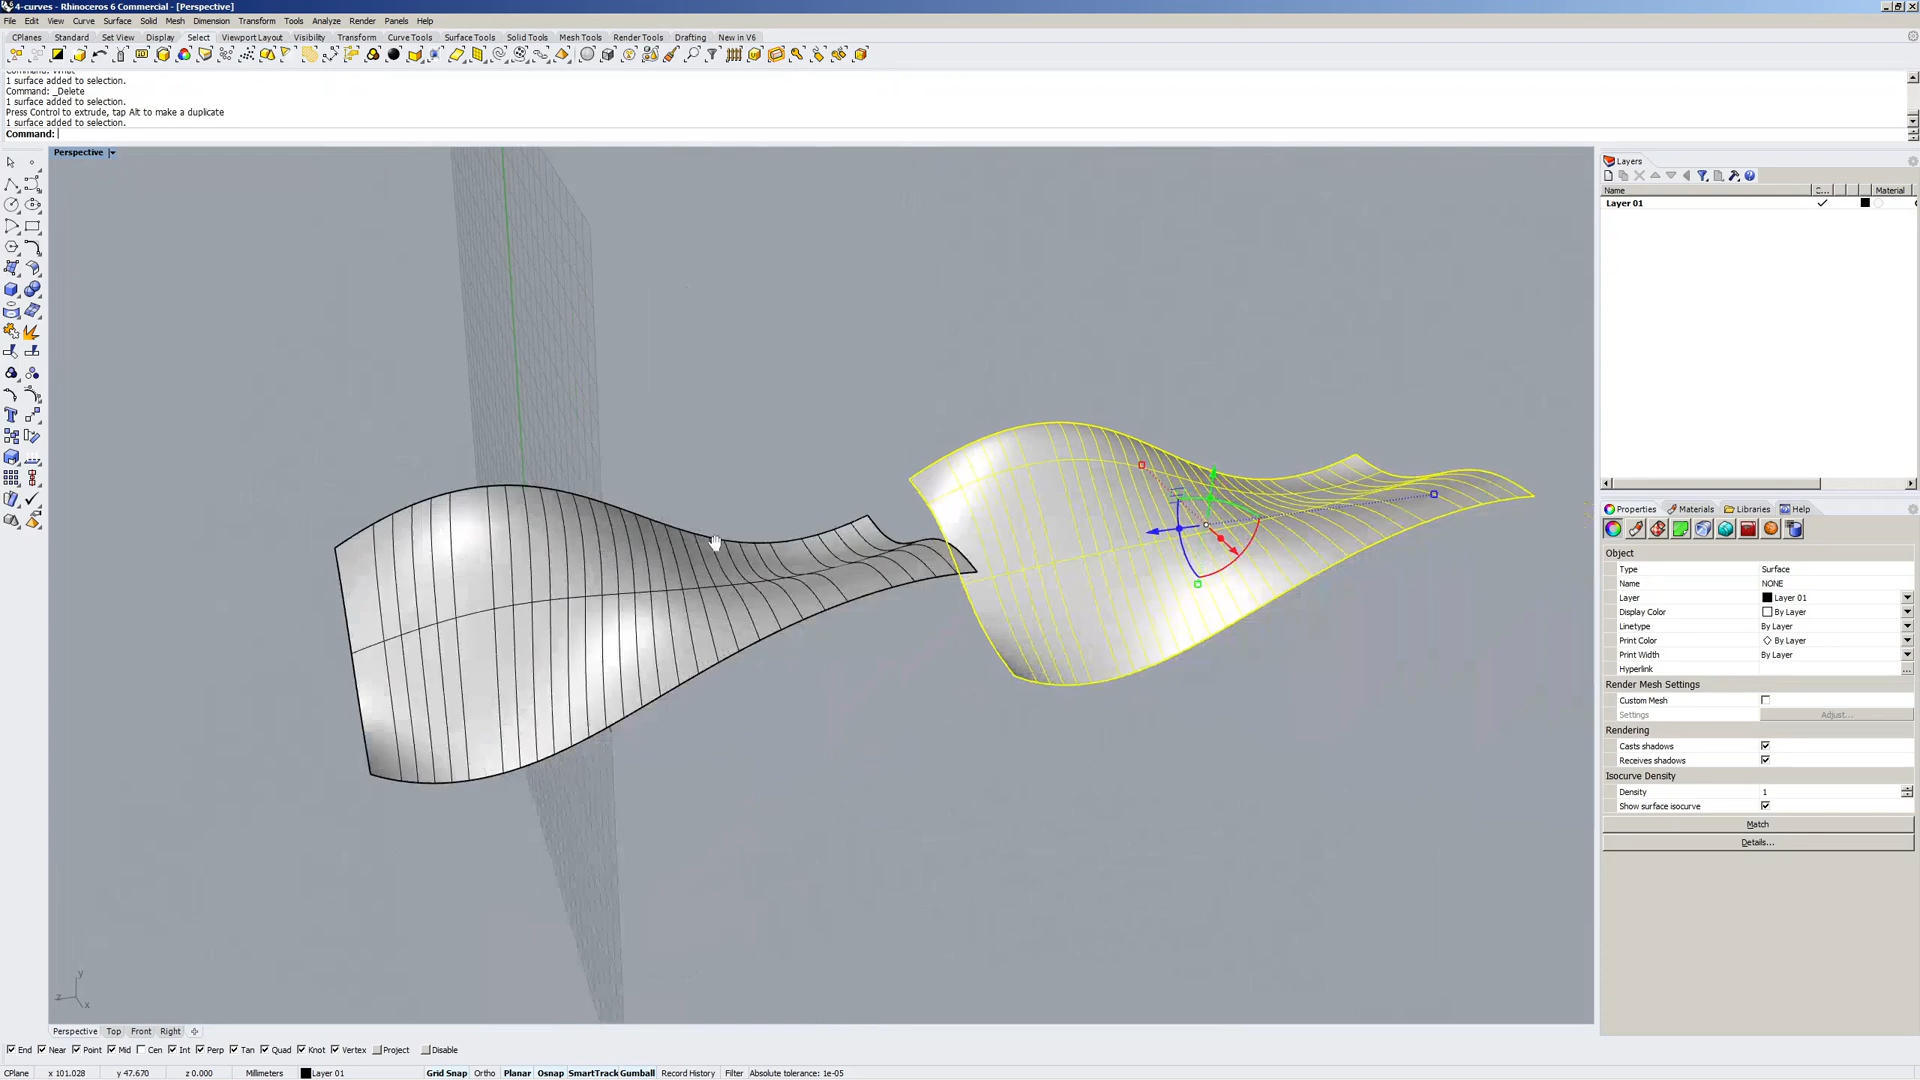 4-curves - Rhinoceros 6 Commercial - [Perspective]
File Edit View Curve Surface Solid Mesh Dimension Transform Tools Analyze Render Panels Help
CPlanes Standard Set View Display Select Viewport Layout Visibility Transform Curve Tools Surface Tools Solid Tools Mesh Tools Render Tools Drafting New in V6
Command: What
1 surface added to selection.
Command: _Delete
1 surface added to selection.
Press Control to extrude, tap Alt to make a duplicate
1 surface added to selection.
Command:
Perspective
Layers
Name C... Material
Layer 01
Properties Materials Libraries Help
Object
Type Surface
Name NONE
Layer Layer 01
Display Color By Layer
Linetype By Layer
Print Color By Layer
Print Width By Layer
Hyperlink ...
Render Mesh Settings
Custom Mesh
Settings Adjust...
Rendering
Casts shadows
Receives shadows
Isocurve Density
Density 1
Show surface isocurve
Match
Details...
y
z x
Perspective Top Front Right
End Near Point Mid Cen Int Perp Tan Quad Knot Vertex Project Disable
CPlane x 101.028 y 47.670 z 0.000 Millimeters Layer 01 Grid Snap Ortho Planar Osnap SmartTrack Gumball Record History Filter Absolute tolerance: 1e-05